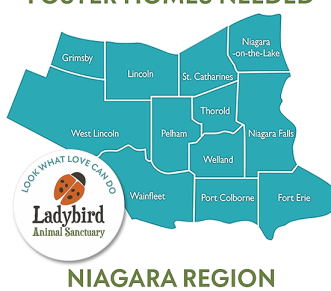 FOSTER HOMES NEEDED
Niagara
-on-the-Lake
Grimsby
Lincoln
St. Catharines
Thorold
West Lincoln
Pelham
Niagara Falls
Welland
Wainfleet
Port Colborne
Fort Erie
LOOK WHAT LOVE CAN DO
Ladybird
Animal Sanctuary
NIAGARA REGION